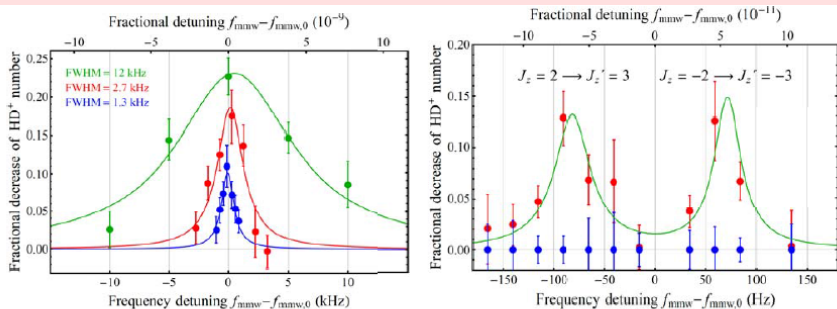 Fractional detuning f_mmw−f_mmw,0 (10⁻⁹)
−10 −5 0 5 10
Fractional decrease of HD⁺ number
0.25
0.20
0.15
0.10
0.05
0.00
FWHM = 12 kHz
FWHM = 2.7 kHz
FWHM = 1.3 kHz
−10 −5 0 5 10
Frequency detuning f_mmw−f_mmw,0 (kHz)
Fractional detuning f_mmw−f_mmw,0 (10⁻¹¹)
−10 −5 0 5 10
Fractional decrease of HD⁺ number
0.20
0.15
0.10
0.05
0.00
J_z = 2 → J_z′ = 3 J_z = −2 → J_z′ = −3
−150 −100 −50 0 50 100 150
Frequency detuning f_mmw−f_mmw,0 (Hz)